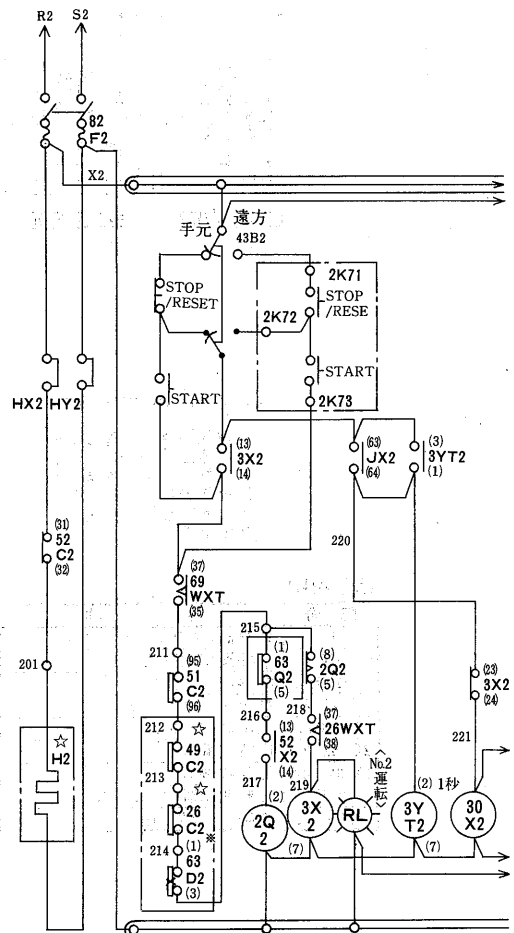 R2 S2
82
F2
X2
手元 遠方
43B2
STOP
/RESET
2K71
STOP
/RESE
2K72
START
START
2K73
HX2 HY2
(13)
3X2
(14)
(63)
JX2
(64)
(3)
3YT2
(1)
220
(31)
52
C2
(32)
(37)
69
WXT
(35)
201
211
(95)
51
C2
(96)
215
(1)
63
Q2
(5)
(8)
2Q2
(5)
(23)
3X2
(24)
212
☆
49
C2
213
☆
26
C2
※
214
(1)
63
D2
(3)
216
(13)
52
X2
(14)
217
218
(37)
26WXT
(38)
219
221
☆
H2
〈No.2運転〉
(2)
2Q
2
3X
2
(7)
RL
(2) 1秒
3Y
T2
(7)
30
X2